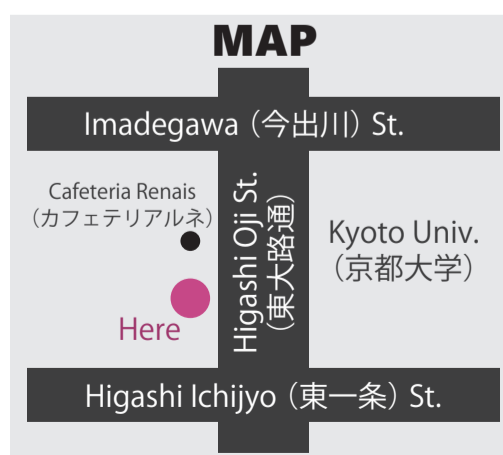 MAP
Imadegawa（今出川）St.
Cafeteria Renais
（カフェテリアルネ）
Higashi Oji St.
（東大路通）
Kyoto Univ.
（京都大学）
Here
Higashi Ichijyo（東一条）St.